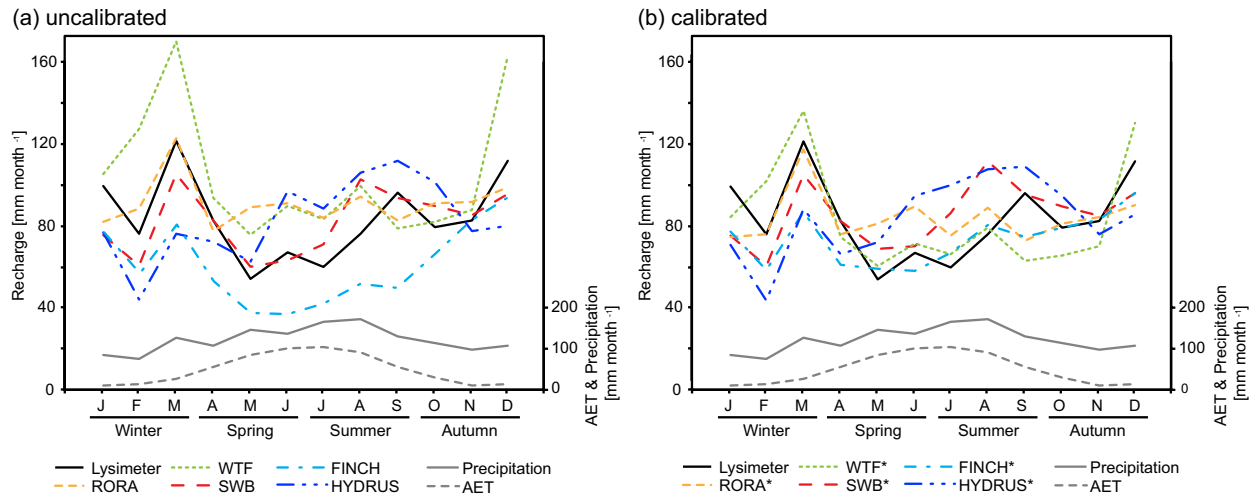 (a) uncalibrated
Recharge [mm month -1]
160
120
80
40
0
200
100
0
AET & Precipitation
[mm month -1]
J F M A M J J A S O N D
Winter Spring Summer Autumn
Lysimeter WTF FINCH Precipitation
RORA SWB HYDRUS AET
(b) calibrated
Recharge [mm month -1]
160
120
80
40
0
200
100
0
AET & Precipitation
[mm month -1]
J F M A M J J A S O N D
Winter Spring Summer Autumn
Lysimeter WTF* FINCH* Precipitation
RORA* SWB* HYDRUS* AET